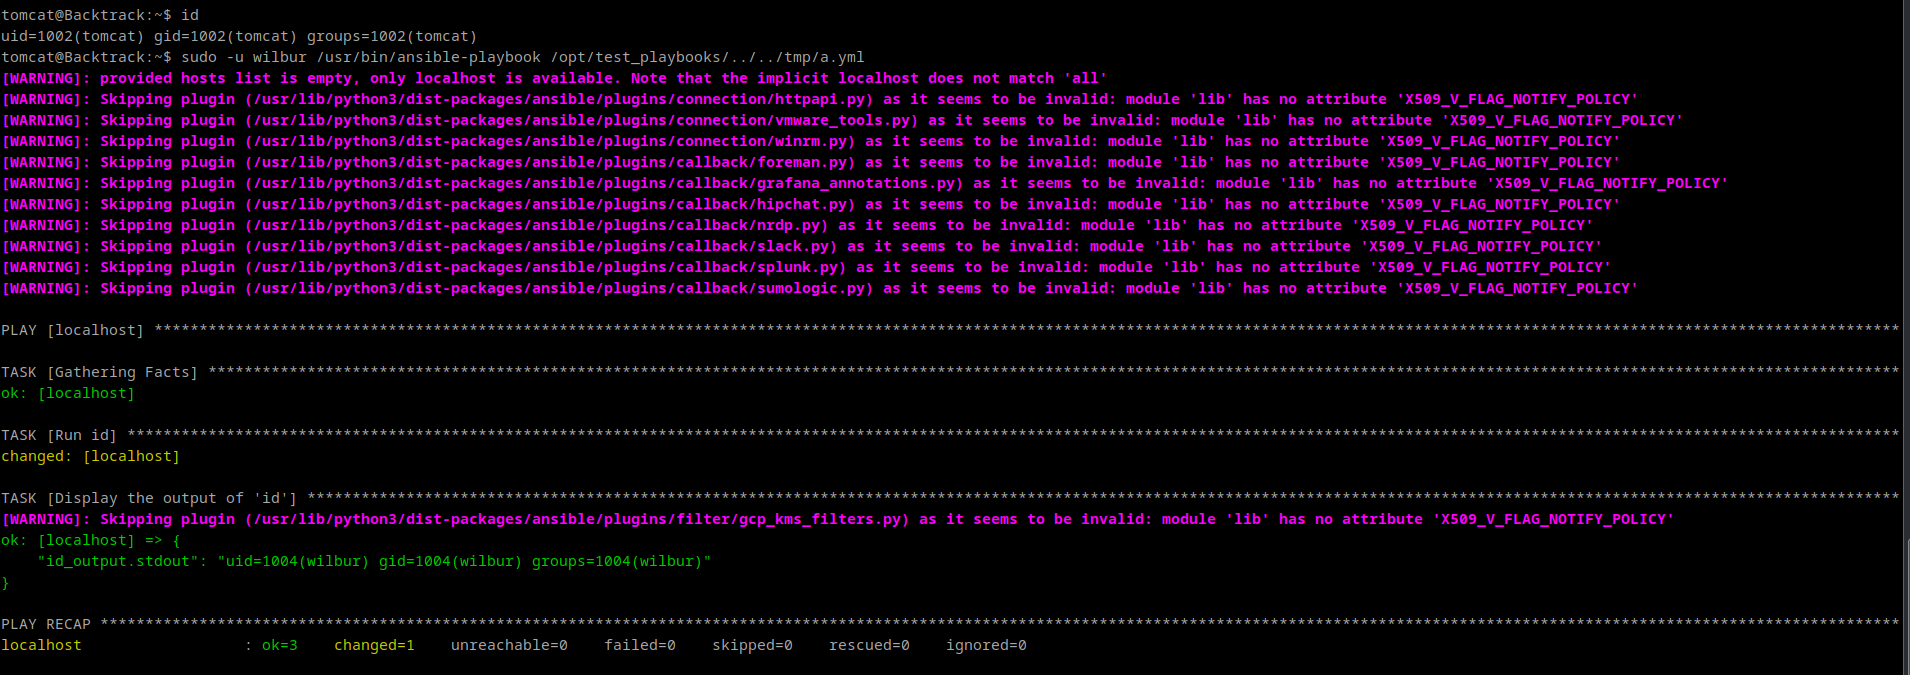 tomcat@Backtrack:~$ id
uid=1002(tomcat) gid=1002(tomcat) groups=1002(tomcat)
tomcat@Backtrack:~$ sudo -u wilbur /usr/bin/ansible-playbook /opt/test_playbooks/../../tmp/a.yml
[WARNING]: provided hosts list is empty, only localhost is available. Note that the implicit localhost does not match 'all'
[WARNING]: Skipping plugin (/usr/lib/python3/dist-packages/ansible/plugins/connection/httpapi.py) as it seems to be invalid: module 'lib' has no attribute 'X509_V_FLAG_NOTIFY_POLICY'
[WARNING]: Skipping plugin (/usr/lib/python3/dist-packages/ansible/plugins/connection/vmware_tools.py) as it seems to be invalid: module 'lib' has no attribute 'X509_V_FLAG_NOTIFY_POLICY'
[WARNING]: Skipping plugin (/usr/lib/python3/dist-packages/ansible/plugins/connection/winrm.py) as it seems to be invalid: module 'lib' has no attribute 'X509_V_FLAG_NOTIFY_POLICY'
[WARNING]: Skipping plugin (/usr/lib/python3/dist-packages/ansible/plugins/callback/foreman.py) as it seems to be invalid: module 'lib' has no attribute 'X509_V_FLAG_NOTIFY_POLICY'
[WARNING]: Skipping plugin (/usr/lib/python3/dist-packages/ansible/plugins/callback/grafana_annotations.py) as it seems to be invalid: module 'lib' has no attribute 'X509_V_FLAG_NOTIFY_POLICY'
[WARNING]: Skipping plugin (/usr/lib/python3/dist-packages/ansible/plugins/callback/hipchat.py) as it seems to be invalid: module 'lib' has no attribute 'X509_V_FLAG_NOTIFY_POLICY'
[WARNING]: Skipping plugin (/usr/lib/python3/dist-packages/ansible/plugins/callback/nrdp.py) as it seems to be invalid: module 'lib' has no attribute 'X509_V_FLAG_NOTIFY_POLICY'
[WARNING]: Skipping plugin (/usr/lib/python3/dist-packages/ansible/plugins/callback/slack.py) as it seems to be invalid: module 'lib' has no attribute 'X509_V_FLAG_NOTIFY_POLICY'
[WARNING]: Skipping plugin (/usr/lib/python3/dist-packages/ansible/plugins/callback/splunk.py) as it seems to be invalid: module 'lib' has no attribute 'X509_V_FLAG_NOTIFY_POLICY'
[WARNING]: Skipping plugin (/usr/lib/python3/dist-packages/ansible/plugins/callback/sumologic.py) as it seems to be invalid: module 'lib' has no attribute 'X509_V_FLAG_NOTIFY_POLICY'
PLAY [localhost] **************************************************************************************************************************************************************************************************
TASK [Gathering Facts] ********************************************************************************************************************************************************************************************
ok: [localhost]
TASK [Run id] *****************************************************************************************************************************************************************************************************
changed: [localhost]
TASK [Display the output of 'id'] *********************************************************************************************************************************************************************************
[WARNING]: Skipping plugin (/usr/lib/python3/dist-packages/ansible/plugins/filter/gcp_kms_filters.py) as it seems to be invalid: module 'lib' has no attribute 'X509_V_FLAG_NOTIFY_POLICY'
ok: [localhost] => {
    "id_output.stdout": "uid=1004(wilbur) gid=1004(wilbur) groups=1004(wilbur)"
}
PLAY RECAP ********************************************************************************************************************************************************************************************************
localhost                  : ok=3    changed=1    unreachable=0    failed=0    skipped=0    rescued=0    ignored=0